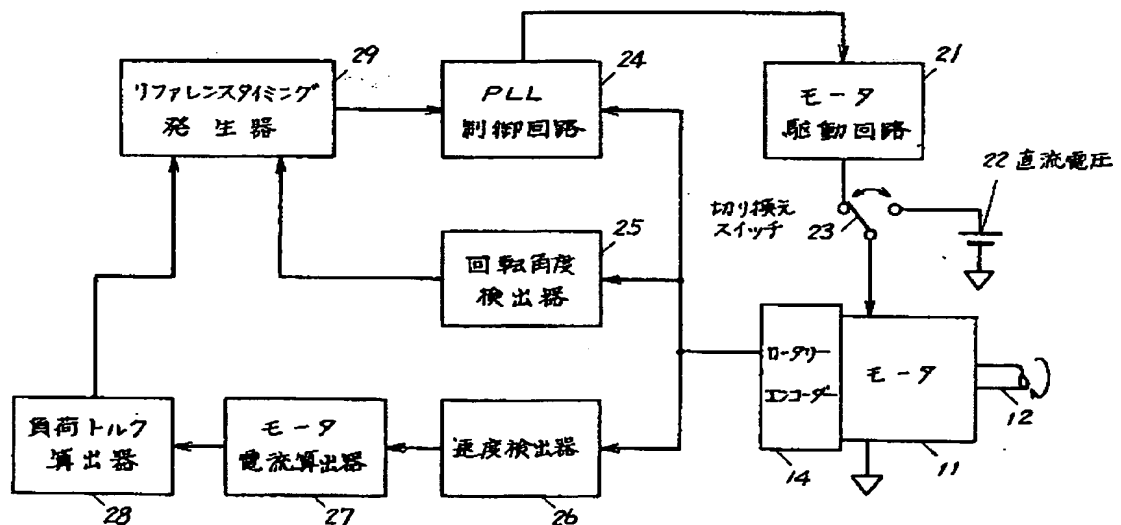 29
リファレンスタイミング
発生器
24
PLL
制御回路
21
モータ
駆動回路
22 直流電圧
切り換え
スイッチ
23
25
回転角度
検出器
ロータリー
エンコーダー
モータ
12
14
11
負荷トルク
算出器
28
モータ
電流算出器
27
速度検出器
26